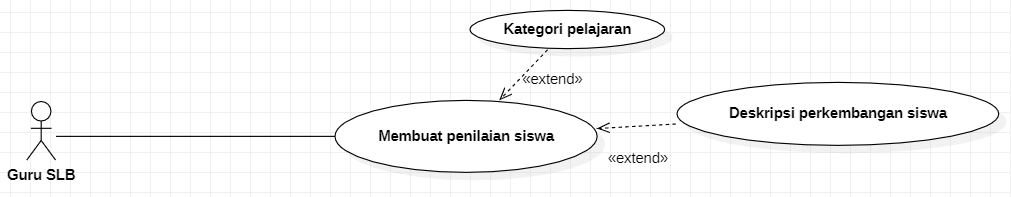 Kategori pelajaran
«extend»
Deskripsi perkembangan siswa
Membuat penilaian siswa
«extend»
Guru SLB